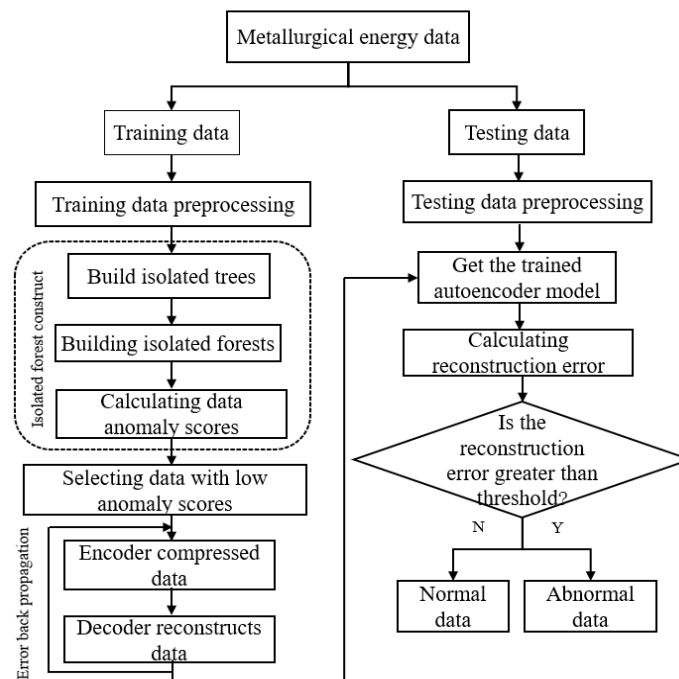 Metallurgical energy data
Training data
Testing data
Training data preprocessing
Testing data preprocessing
Isolated forest construct
Build isolated trees
Building isolated forests
Calculating data
anomaly scores
Selecting data with low
anomaly scores
Error back propagation
Encoder compressed
data
Decoder reconstructs
data
Get the trained
autoencoder model
Calculating
reconstruction error
Is the
reconstruction
error greater than
threshold?
N
Y
Normal
data
Abnormal
data